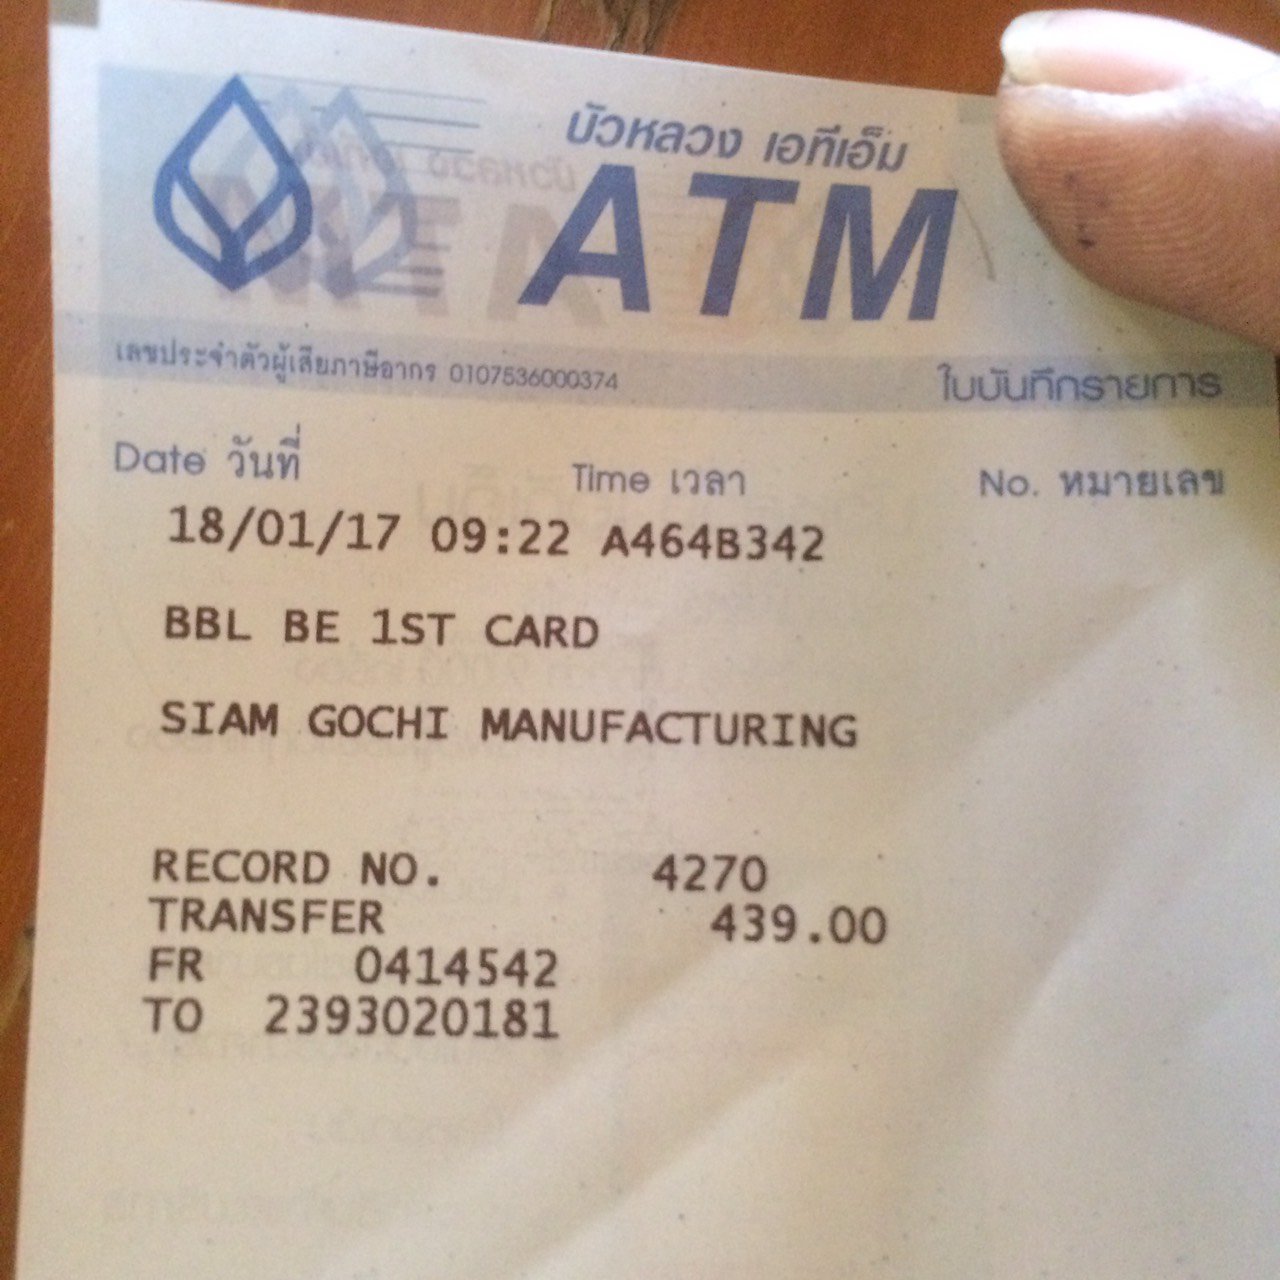 บัวหลวง เอทีเอ็ม
ATM
เลขประจำตัวผู้เสียภาษีอากร 0107536000374
ใบบันทึกรายการ
Date วันที่ Time เวลา No. หมายเลข
18/01/17 09:22 A464B342
BBL BE 1ST CARD
SIAM GOCHI MANUFACTURING
RECORD NO. 4270
TRANSFER 439.00
FR 0414542
TO 2393020181